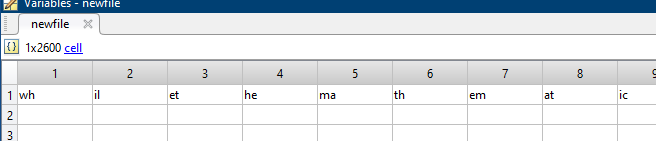 Variables - newfile
newfile
{} 1x2600 cell
1 2 3 4 5 6 7 8 9
1 wh il et he ma th em at ic
2
3